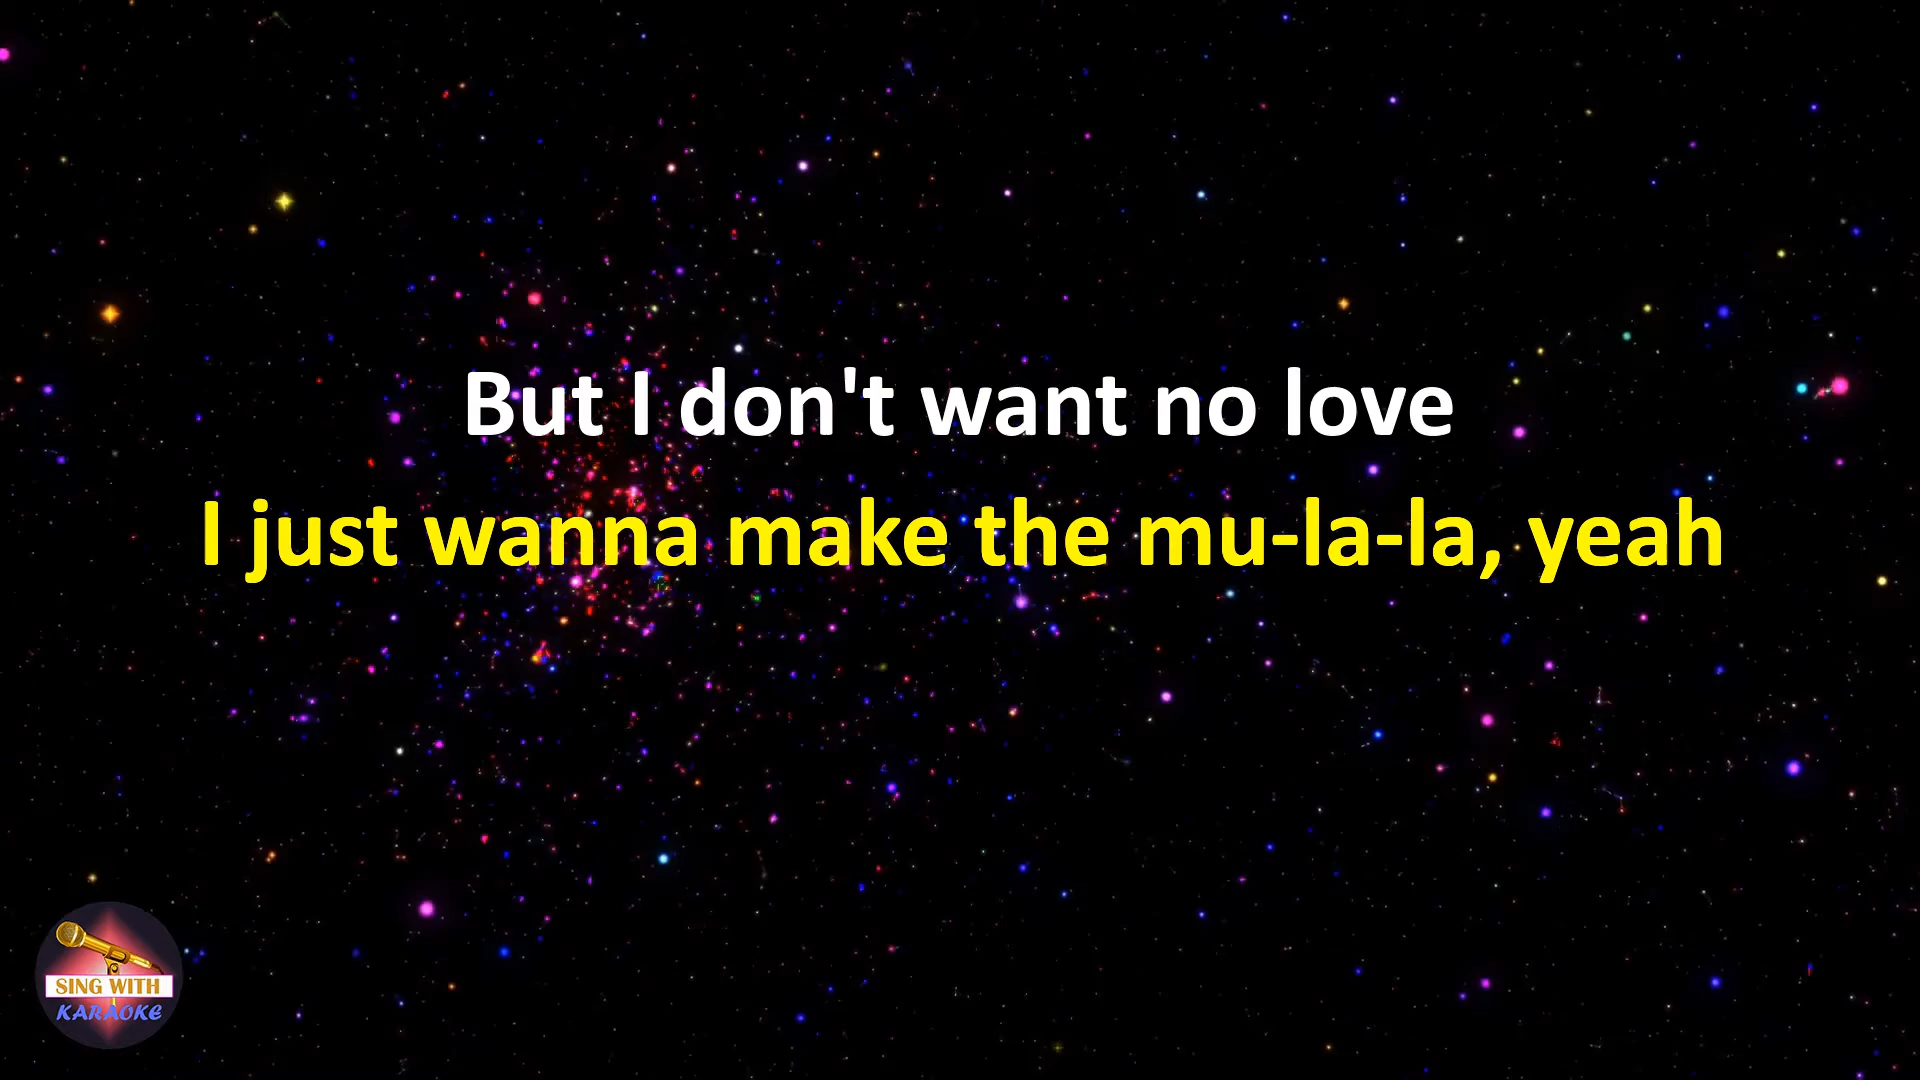 But I don't want no love
I just wanna make the mu-la-la, yeah
SING WITH
KARAOKE